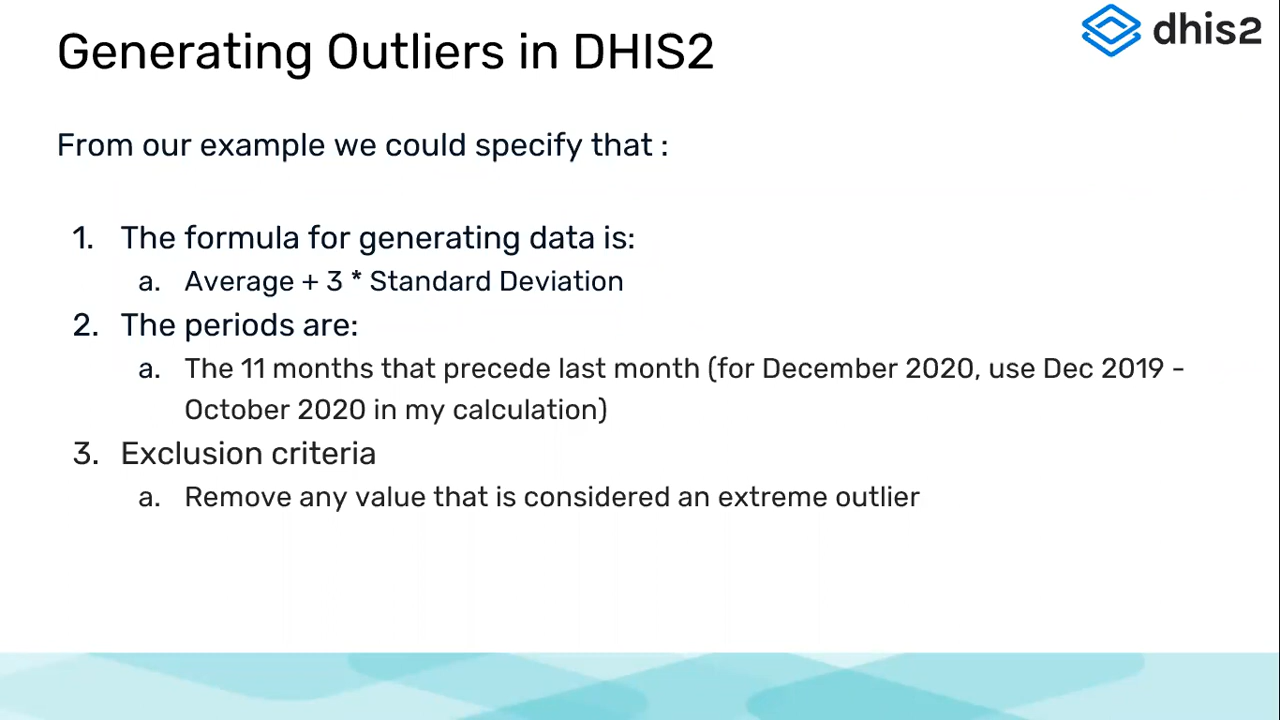 Generating Outliers in DHIS2
dhis2
From our example we could specify that :
1. The formula for generating data is:
a. Average + 3 * Standard Deviation
2. The periods are:
a. The 11 months that precede last month (for December 2020, use Dec 2019 -
October 2020 in my calculation)
3. Exclusion criteria
a. Remove any value that is considered an extreme outlier